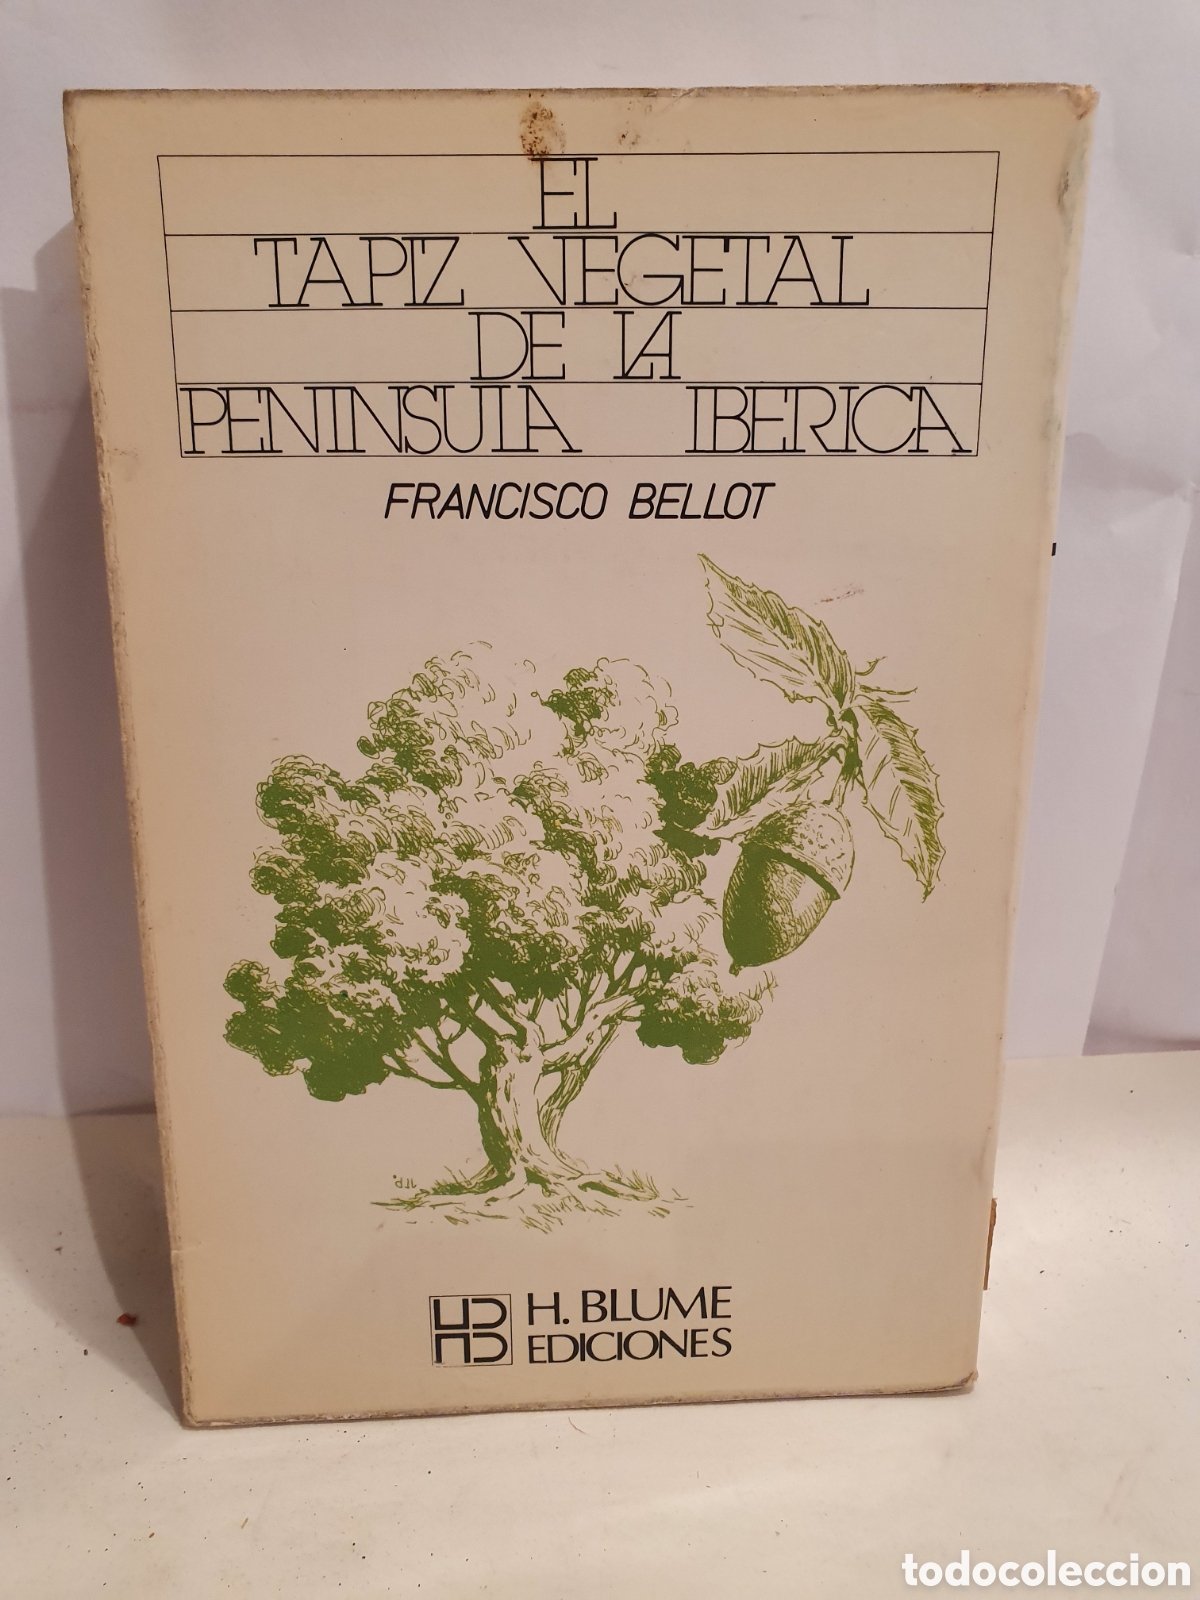 EL
TAPIZ VEGETAL
DE LA
PENINSULA IBERICA
FRANCISCO BELLOT
H. BLUME
EDICIONES
todocoleccion